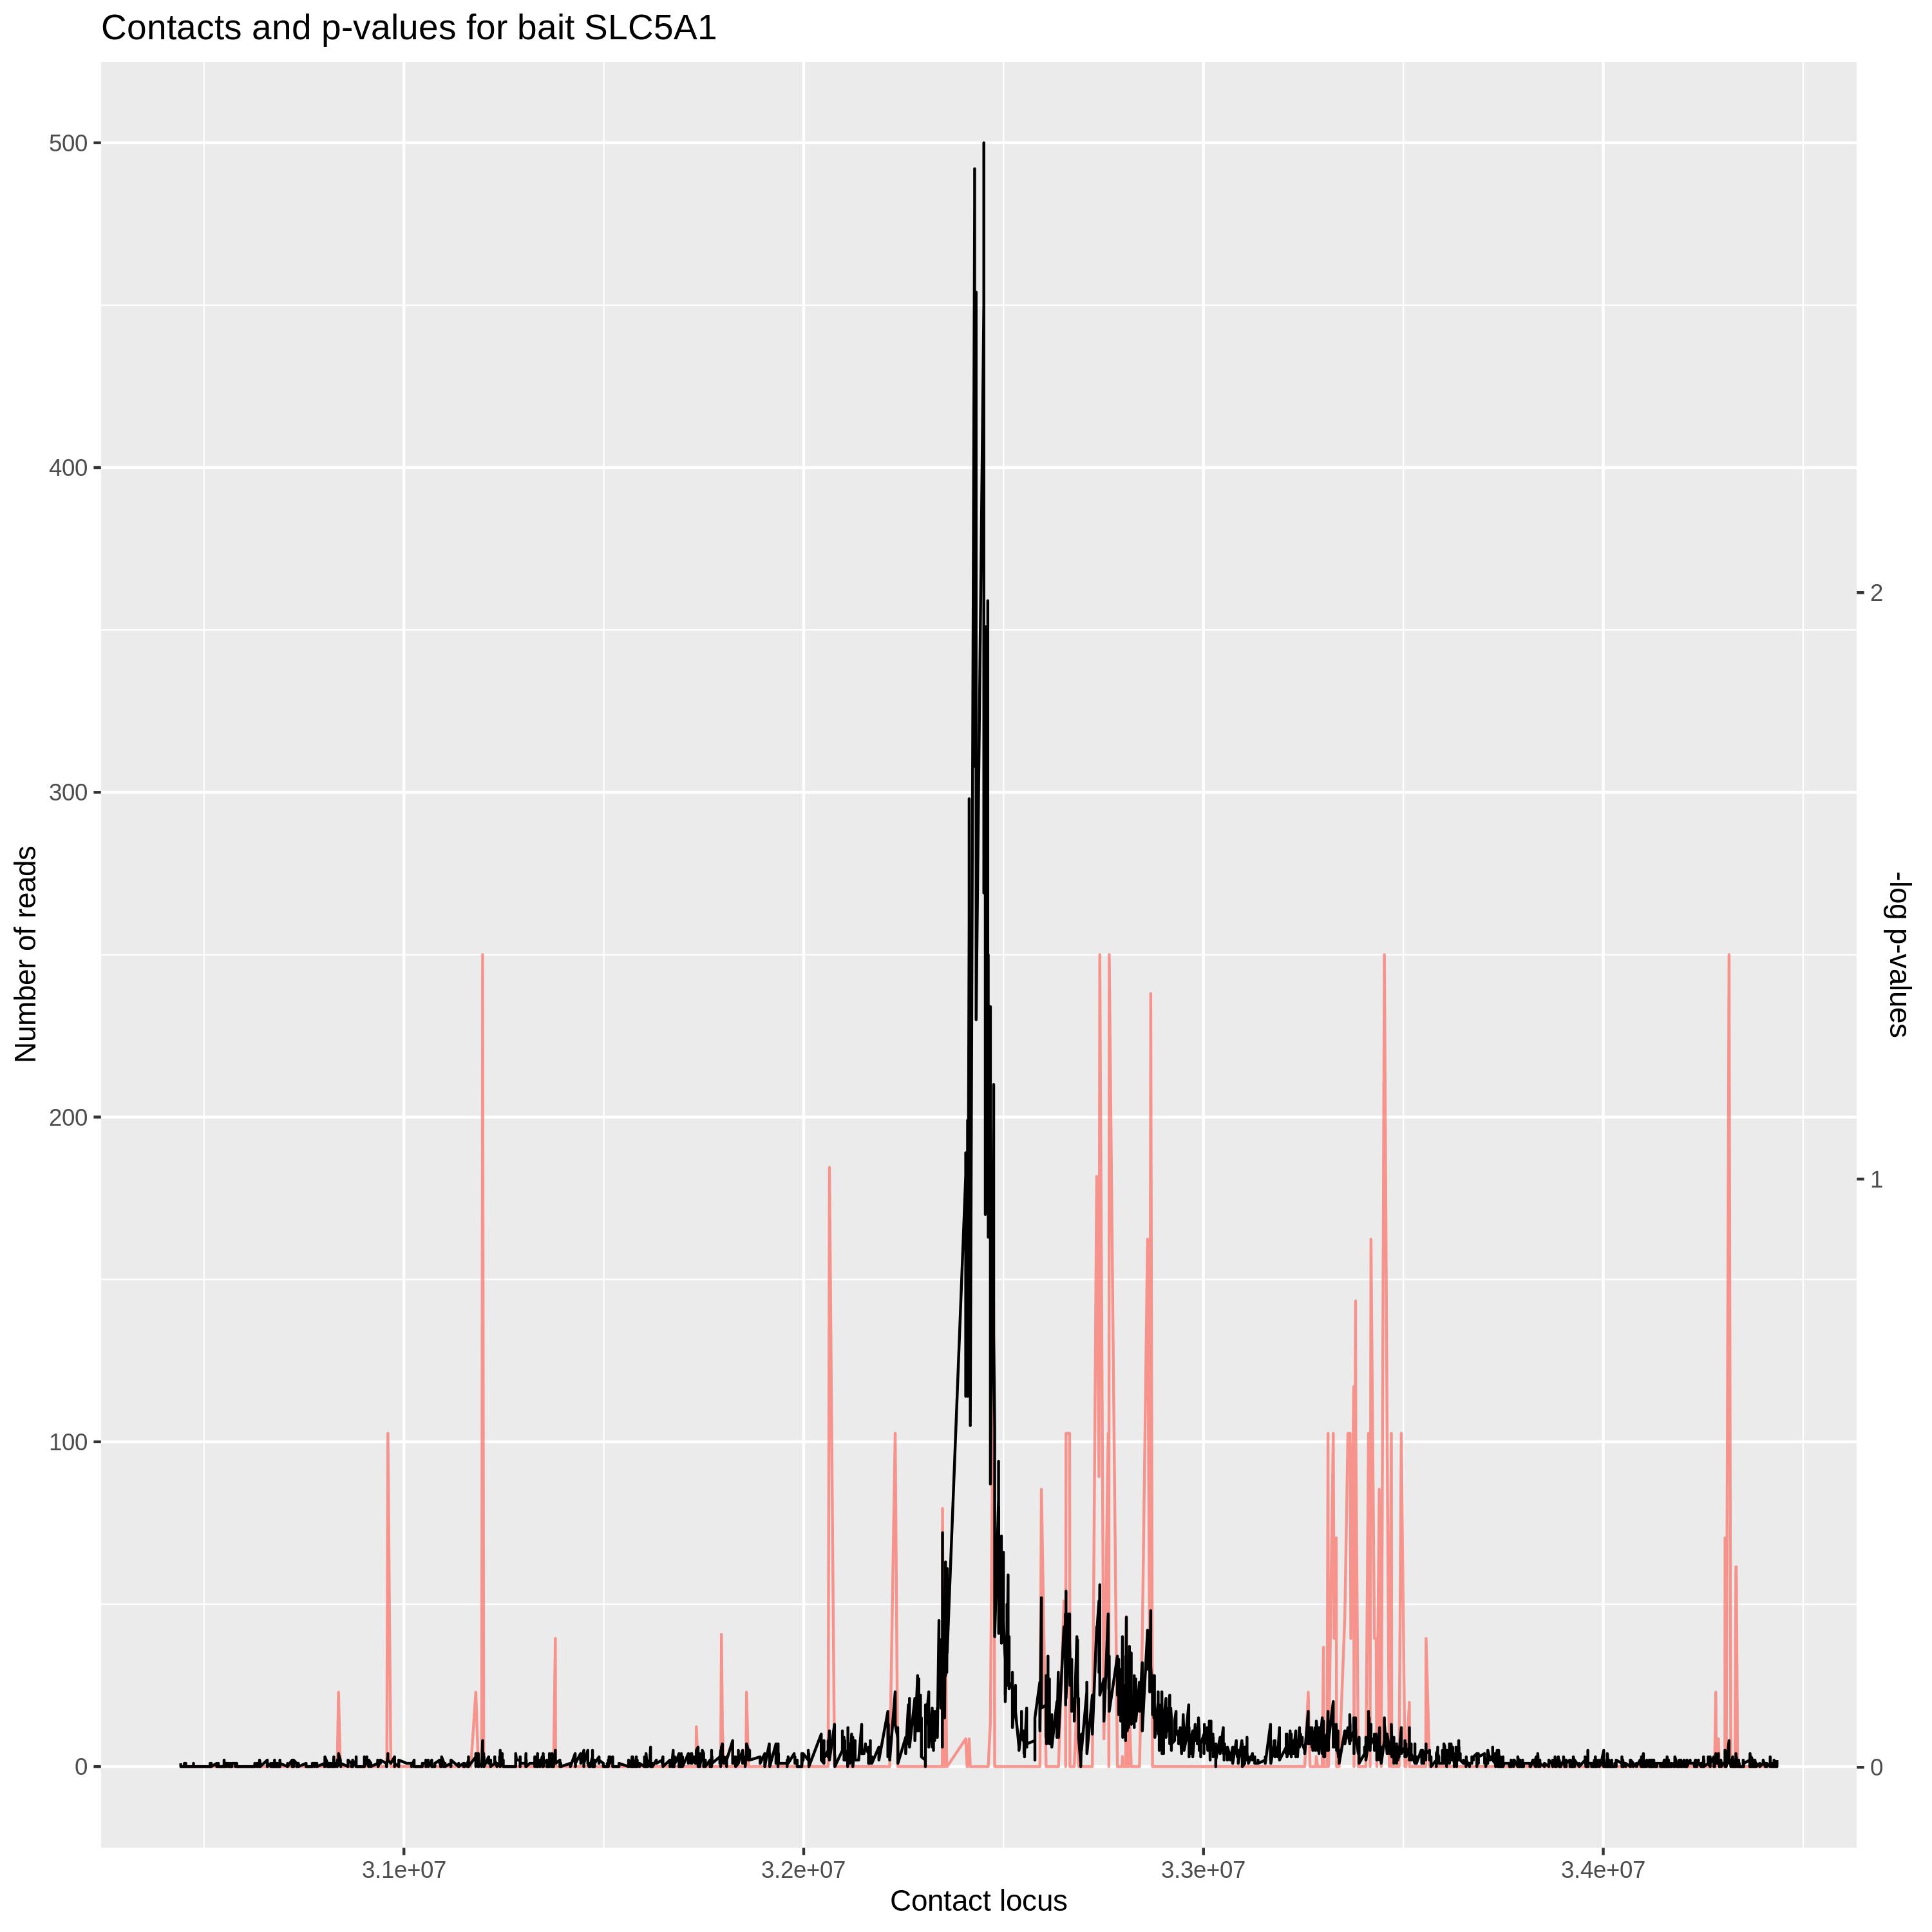 Contacts and p-values for bait SLC5A1
500
400
300
200
100
0
Number of reads
2
1
0
-log p-values
3.1e+07
3.2e+07
3.3e+07
3.4e+07
Contact locus